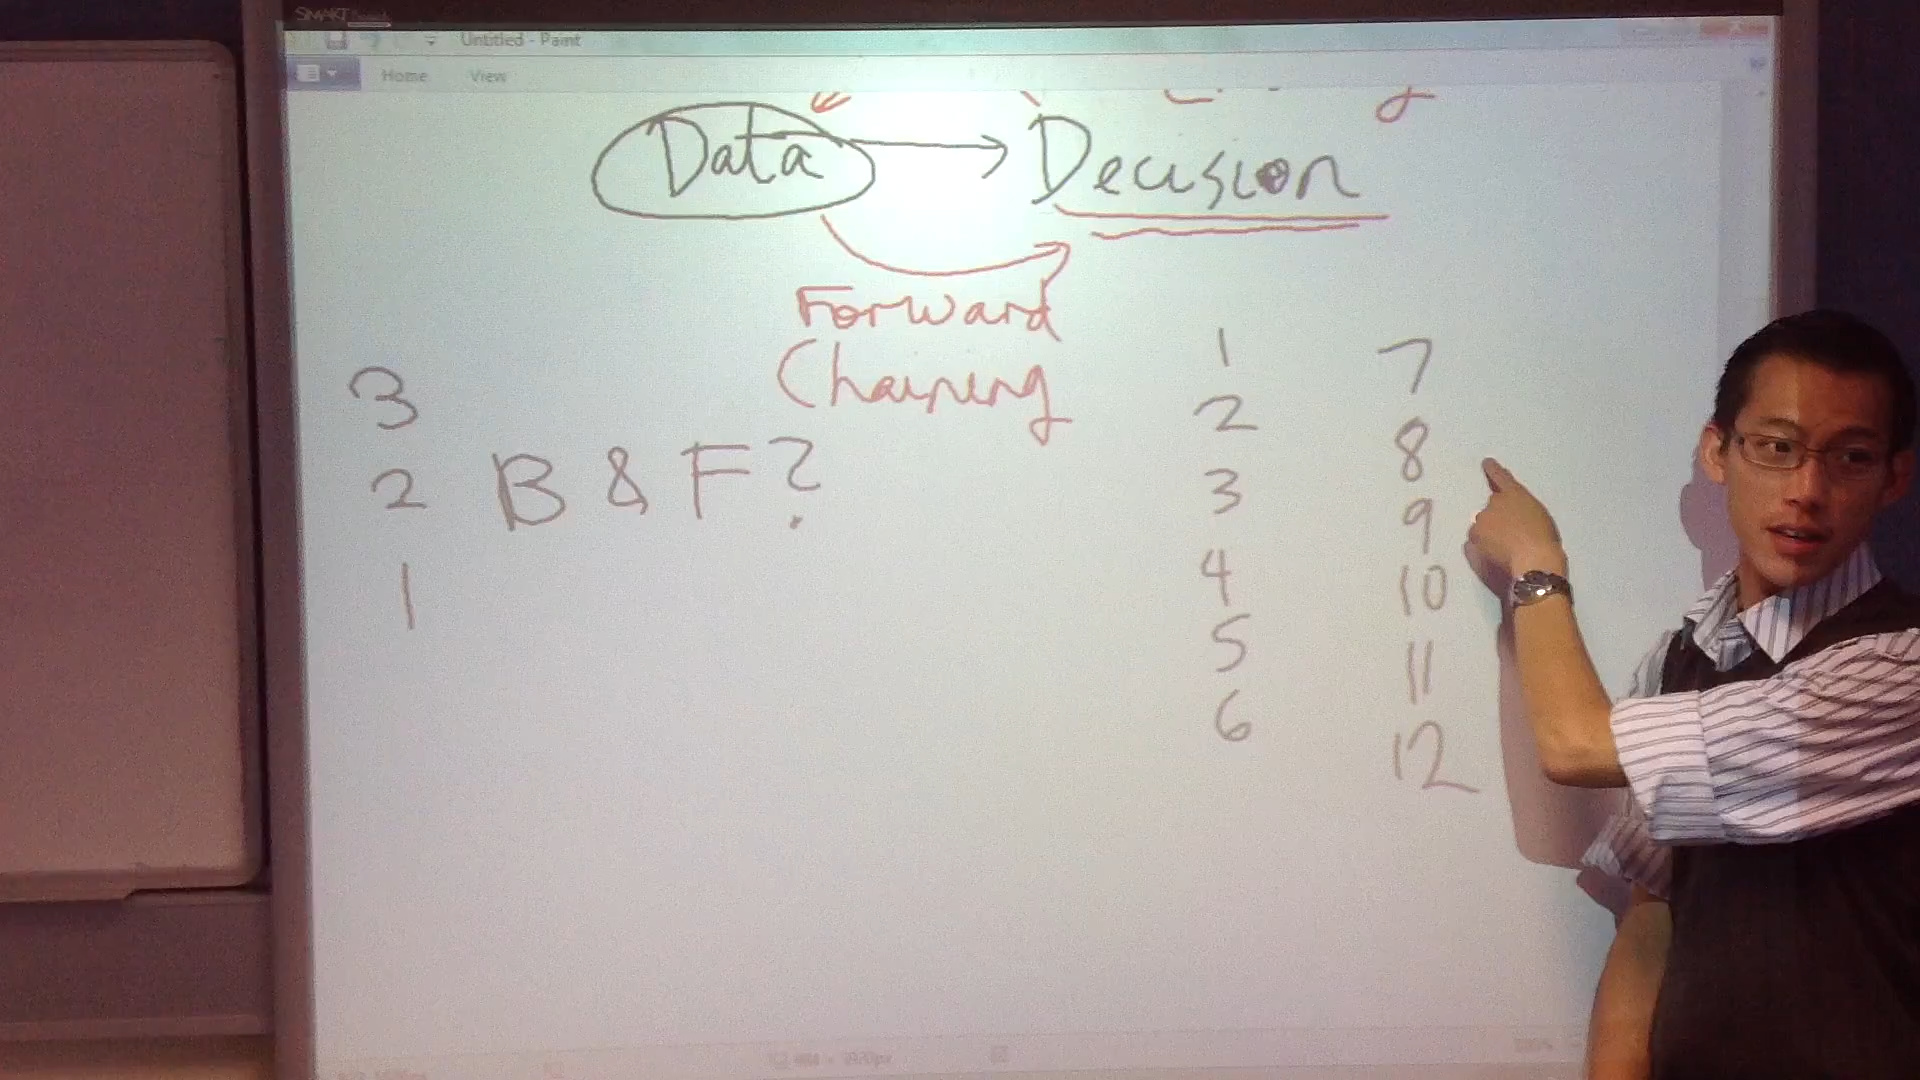 SMART
Untitled - Paint
Home View
Data → Decision
Forward
Chaining
3
2 B & F?
1
1 7
2 8
3 9
4 10
5 11
6 12